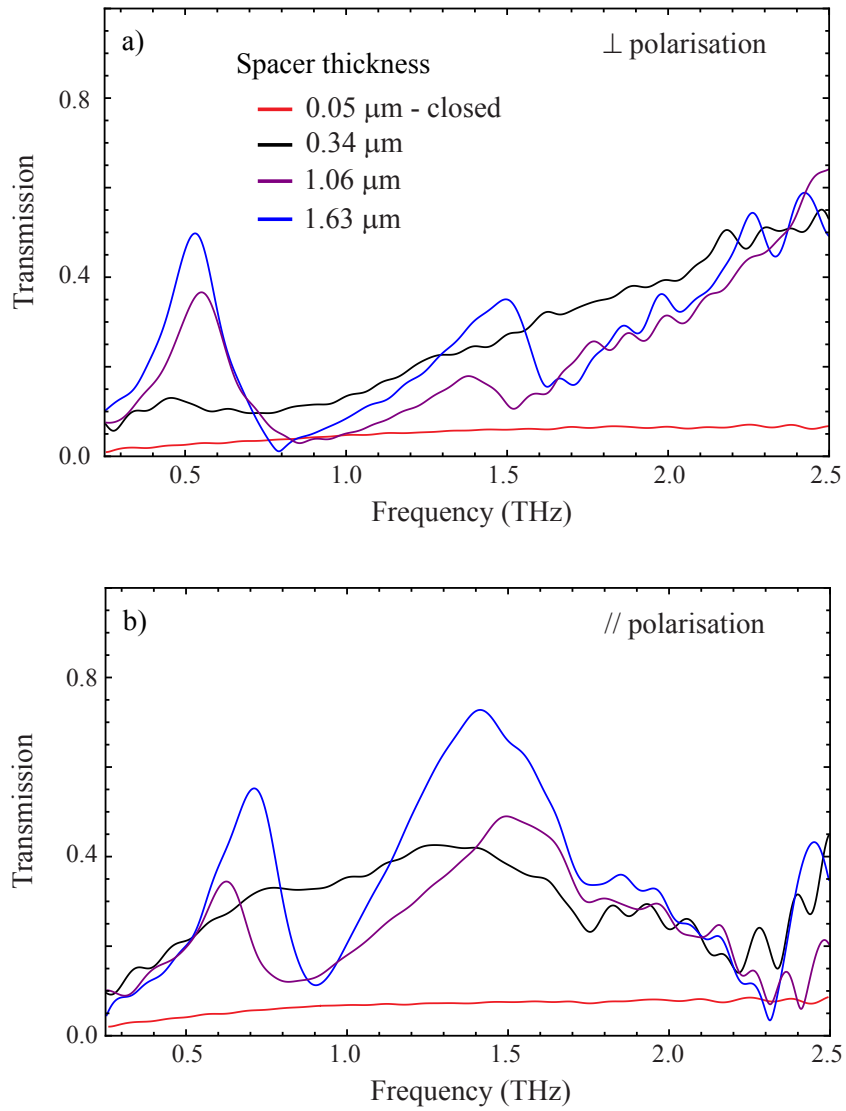 a)
⊥ polarisation
Spacer thickness
0.05 μm - closed
0.34 μm
1.06 μm
1.63 μm
Transmission
0.8
0.4
0.0
0.5 1.0 1.5 2.0 2.5
Frequency (THz)
b)
// polarisation
Transmission
0.8
0.4
0.0
0.5 1.0 1.5 2.0 2.5
Frequency (THz)